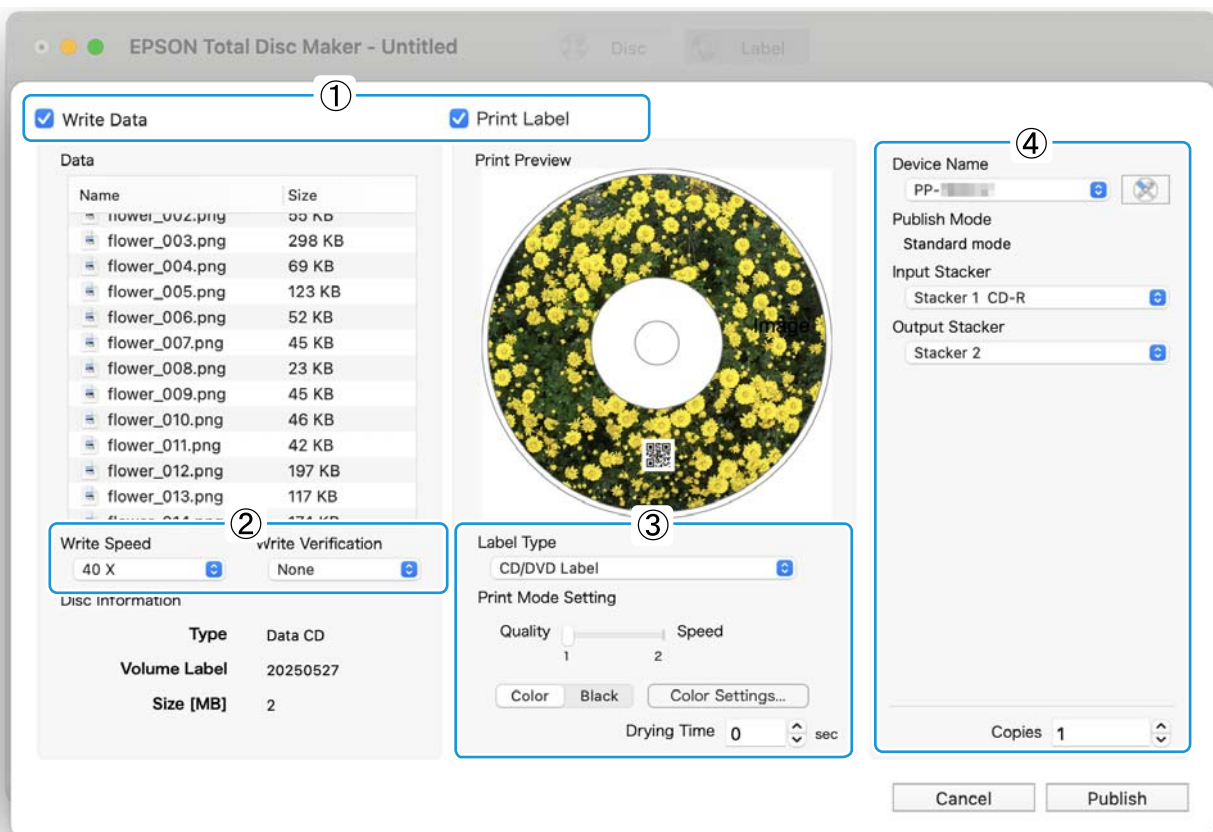 EPSON Total Disc Maker - Untitled
Disc
Label
①
Write Data
Print Label
Data
Name Size
flower_002.png 55 KB
flower_003.png 298 KB
flower_004.png 69 KB
flower_005.png 123 KB
flower_006.png 52 KB
flower_007.png 45 KB
flower_008.png 23 KB
flower_009.png 45 KB
flower_010.png 46 KB
flower_011.png 42 KB
flower_012.png 197 KB
flower_013.png 117 KB
②
Write Speed Write Verification
40 X None
Disc Information
Type Data CD
Volume Label 20250527
Size [MB] 2
Print Preview
Image
③
Label Type
CD/DVD Label
Print Mode Setting
Quality Speed
1 2
Color Black Color Settings...
Drying Time 0 sec
④
Device Name
PP-
Publish Mode
Standard mode
Input Stacker
Stacker 1 CD-R
Output Stacker
Stacker 2
Copies 1
Cancel Publish